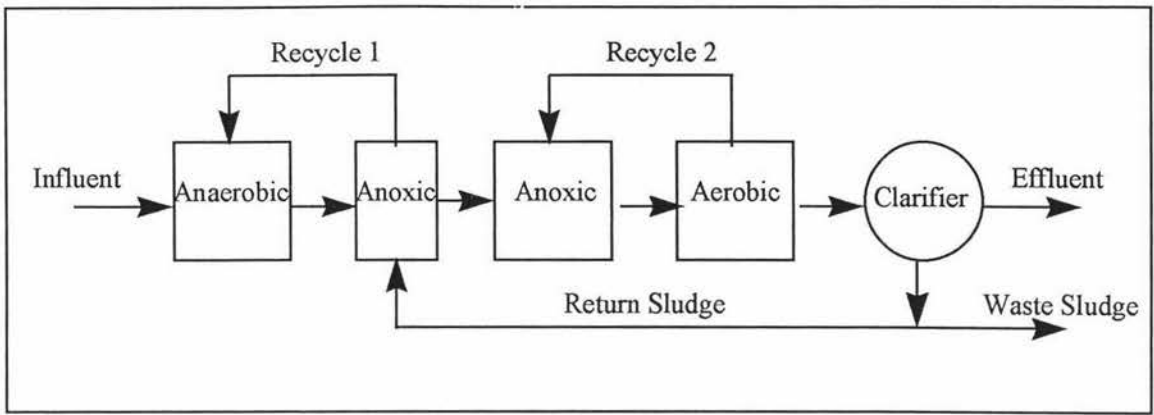 Recycle 1
Recycle 2
Influent
Anaerobic
Anoxic
Anoxic
Aerobic
Clarifier
Effluent
Return Sludge
Waste Sludge